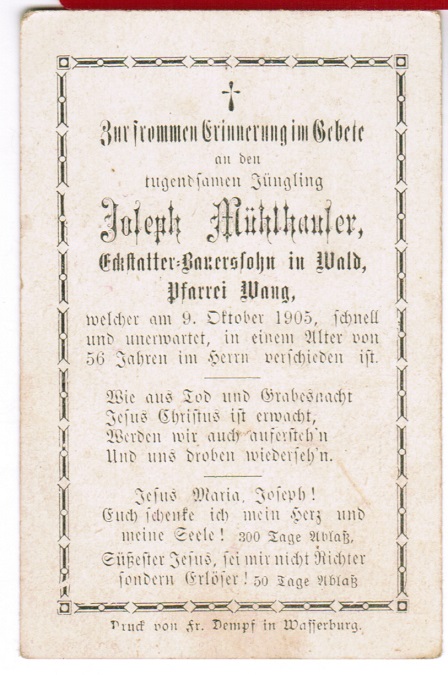 Zur frommen Erinnerung im Gebete
an den
tugendsamen Jüngling
Joseph Mühlhauser,
Eckstatter-Bauerssohn in Wald,
Pfarrei Wang,
welcher am 9. Oktober 1905, schnell
und unerwartet, in einem Alter von
56 Jahren im Herrn verschieden ist.
Wie aus Tod und Grabesnacht
Jesus Christus ist erwacht,
Werden wir auch aufersteh'n
Und uns droben wiederseh'n.
Jesus Maria, Joseph!
Euch schenke ich mein Herz und
meine Seele! 300 Tage Ablaß.
Süßester Jesus, sei mir nicht Richter
sondern Erlöser! 50 Tage Ablaß
Druck von Fr. Dempf in Wasserburg.